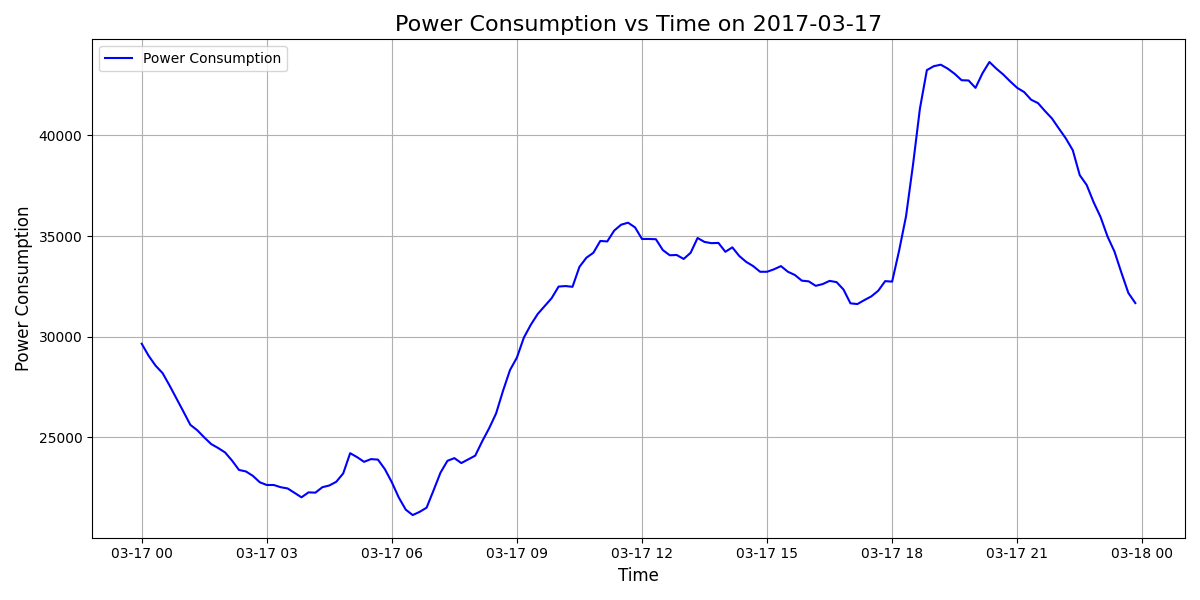 Power Consumption vs Time on 2017-03-17
Power Consumption
Power Consumption
40000
35000
30000
25000
03-17 00 03-17 03 03-17 06 03-17 09 03-17 12 03-17 15 03-17 18 03-17 21 03-18 00
Time